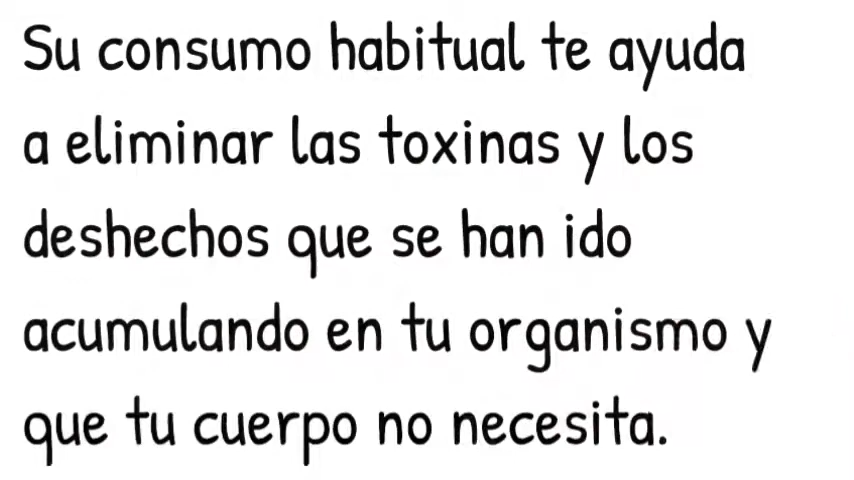 Su consumo habitual te ayuda
a eliminar las toxinas y los
deshechos que se han ido
acumulando en tu organismo y
que tu cuerpo no necesita.